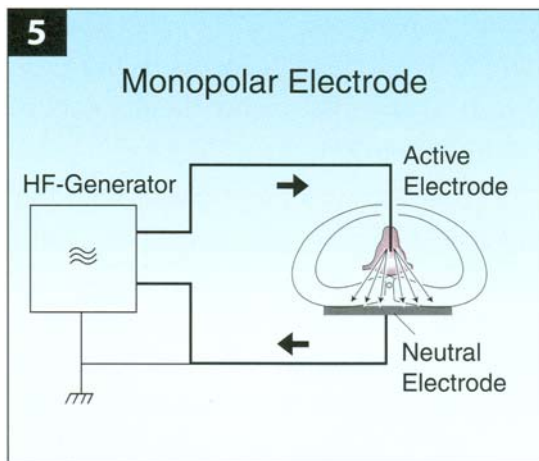 5
Monopolar Electrode
HF-Generator
Active
Electrode
Neutral
Electrode